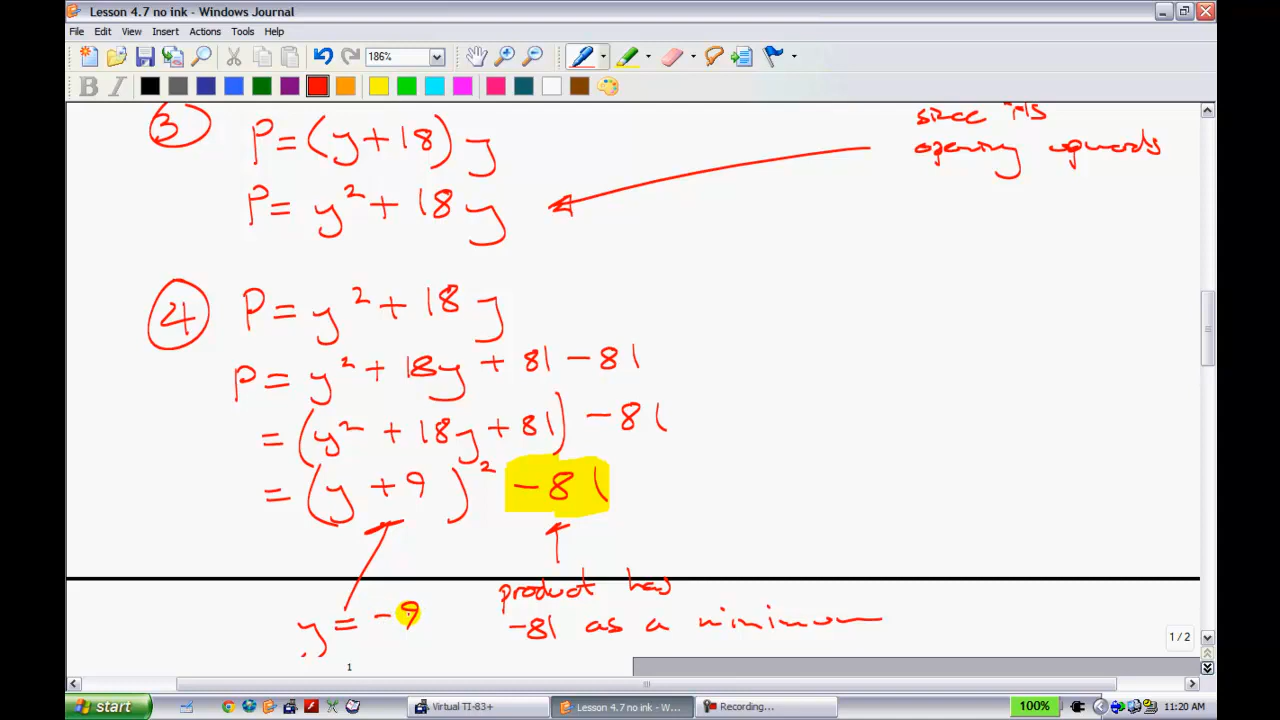 Lesson 4.7 no ink - Windows Journal
File Edit View Insert Actions Tools Help
186%
B I
since it's
opening upwards
3
P = (y + 18) y
P = y² + 18y
4
P = y² + 18y
P = y² + 18y + 81 - 81
= (y² + 18y + 81) - 81
= (y + 9)² - 81
product has
-81 as a minimum
y = -9
1 / 2
1
start
Virtual TI-83+
Lesson 4.7 no ink - W...
Recording...
100%
11:20 AM